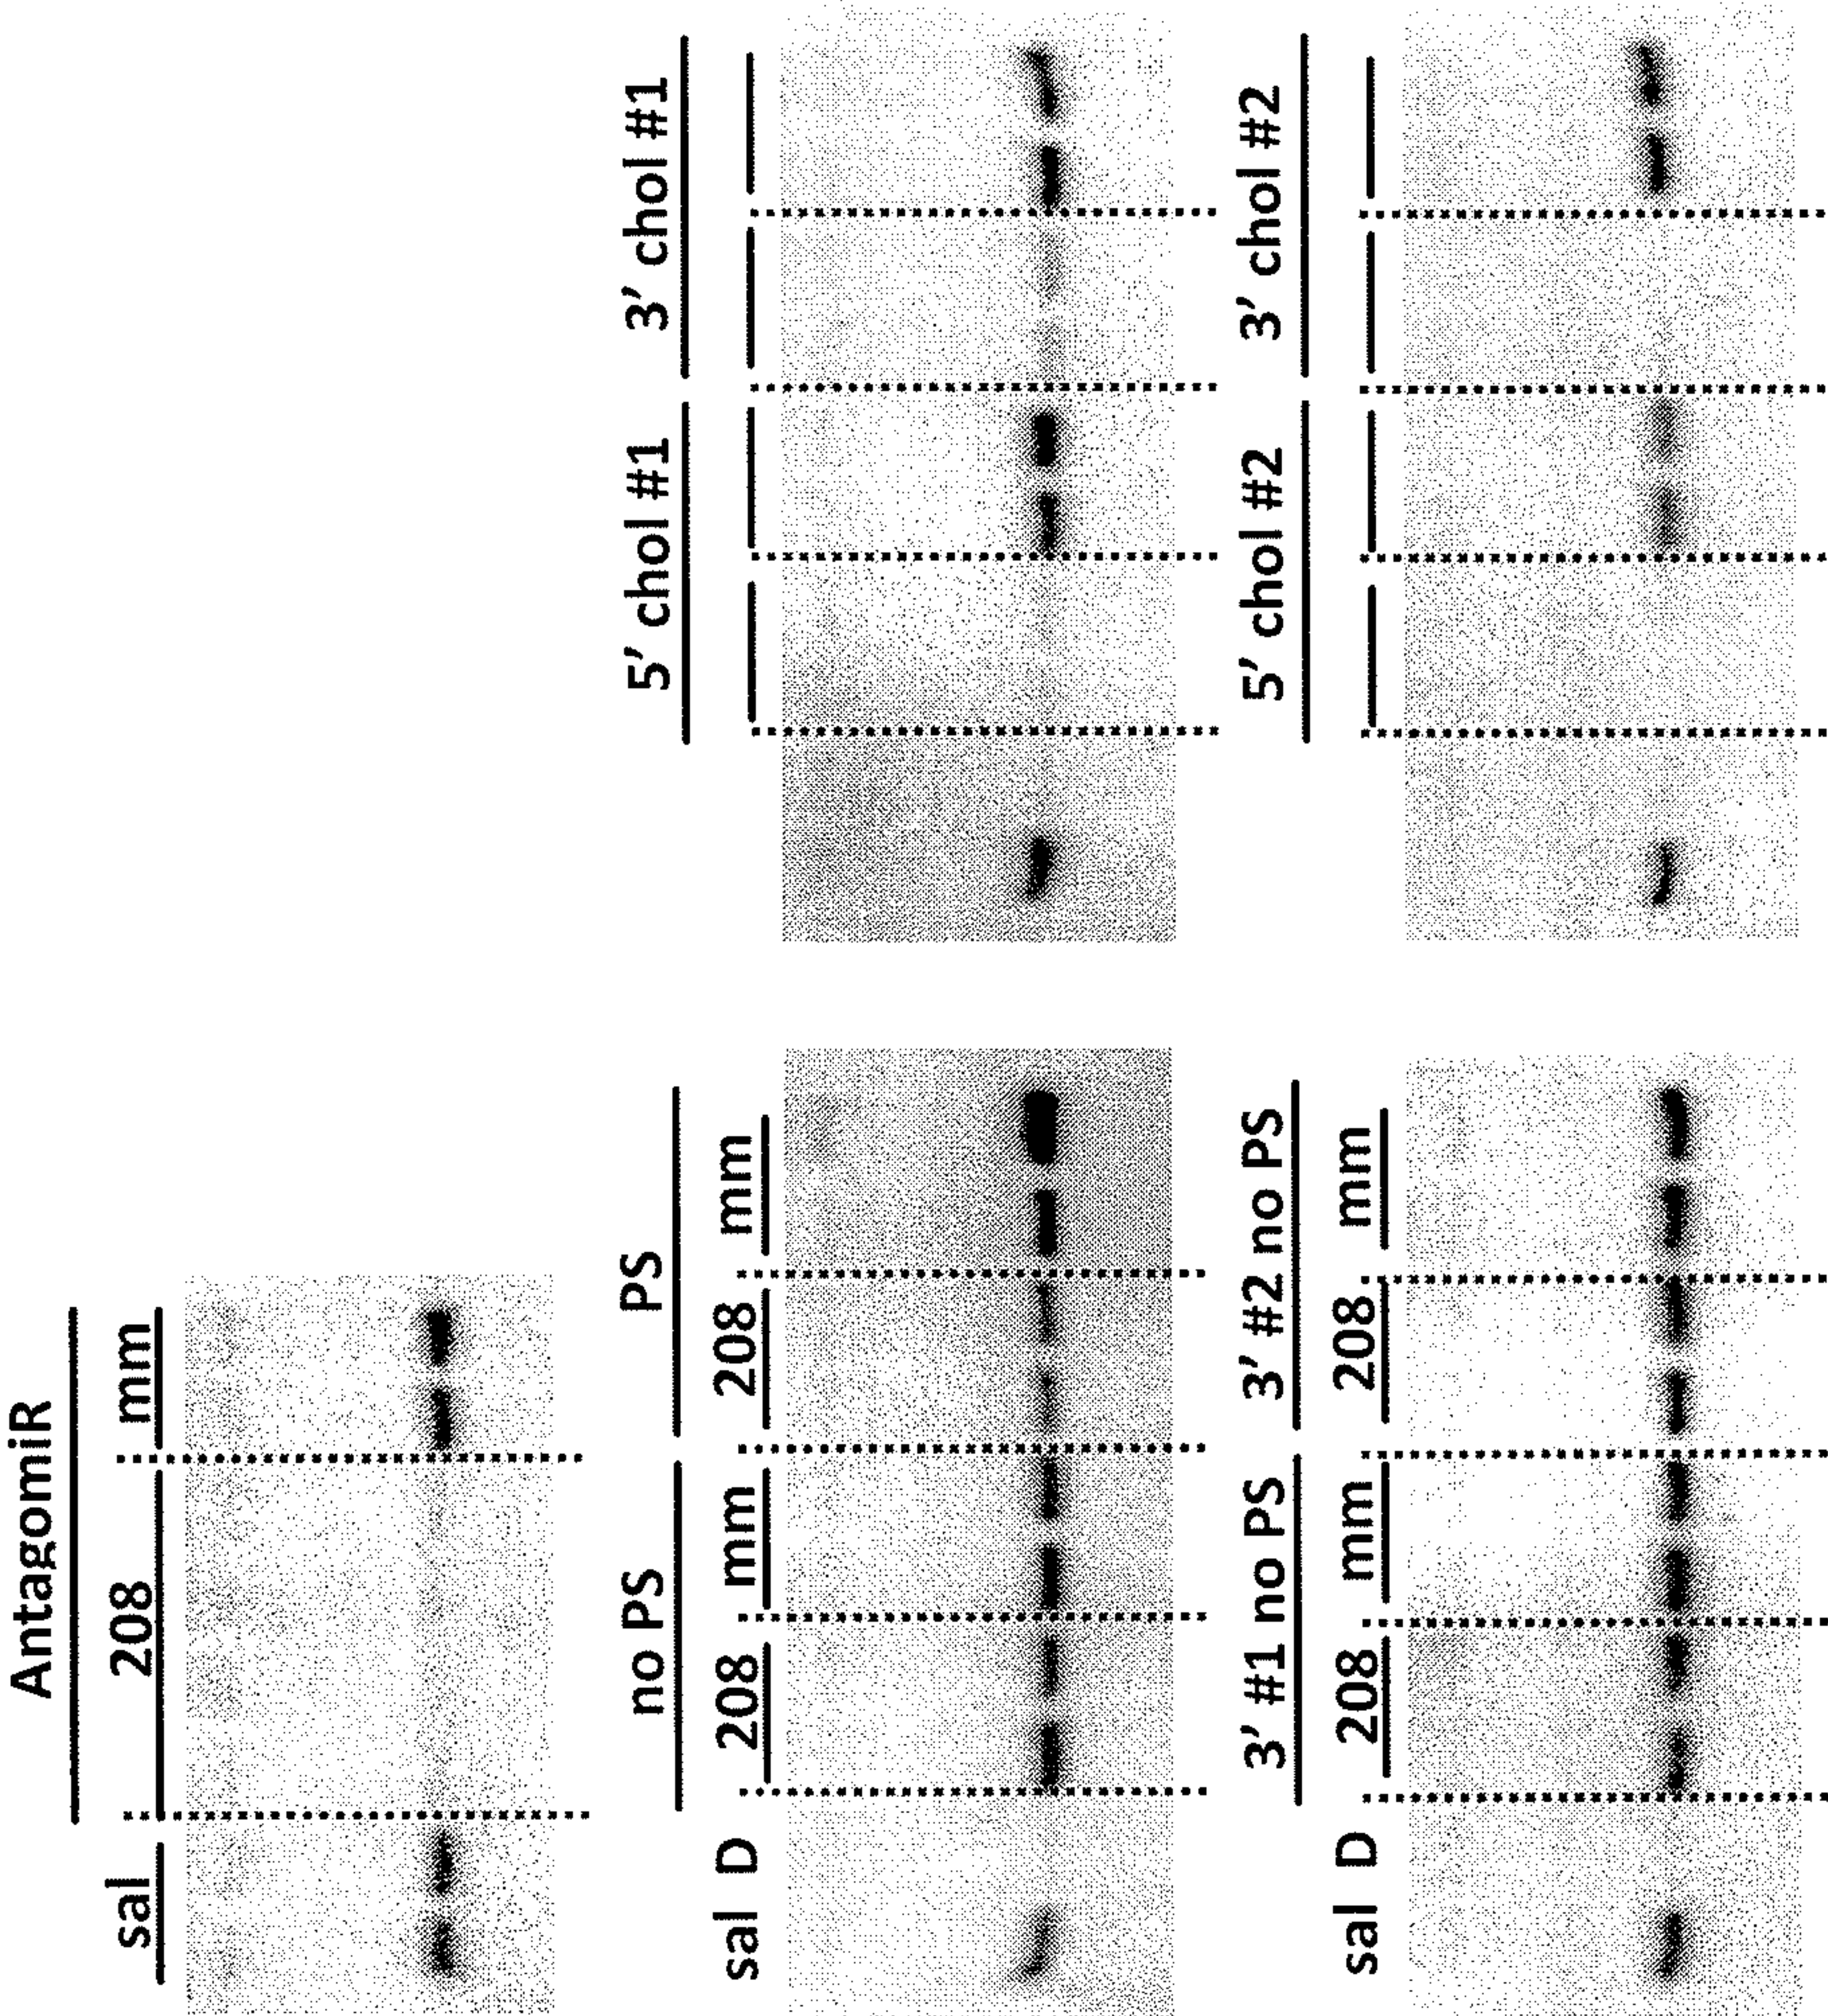 AntagomiR
sal 208 mm
no PS PS
sal D 208 mm 208 mm
3' #1 no PS 3' #2 no PS
sal D 208 mm 208 mm
5' chol #1 3' chol #1
5' chol #2 3' chol #2